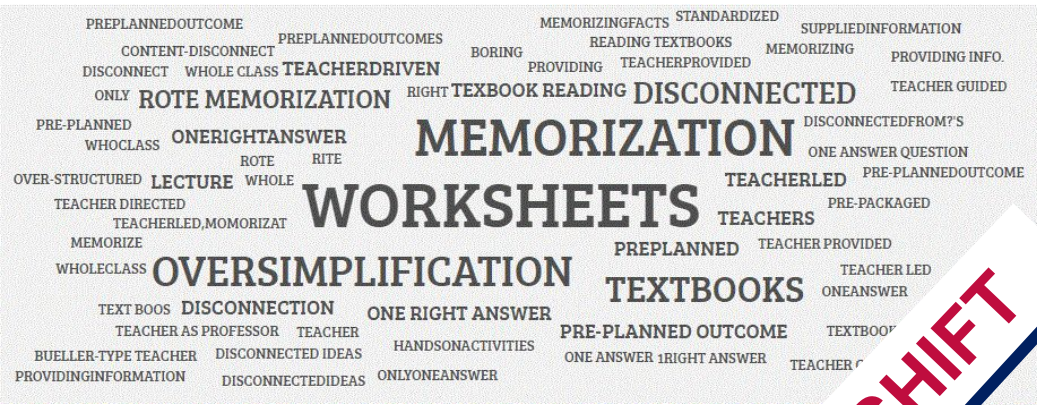 PREPLANNEDOUTCOME MEMORIZINGFACTS STANDARDIZED
CONTENT-DISCONNECT PREPLANNEDOUTCOMES BORING READING TEXTBOOKS MEMORIZING SUPPLIEDINFORMATION
DISCONNECT WHOLE CLASS TEACHERDRIVEN PROVIDING TEACHERPROVIDED PROVIDING INFO.
ONLY ROTE MEMORIZATION RIGHT TEXBOOK READING DISCONNECTED TEACHER GUIDED
PRE-PLANNED WHOCLASS ONERIGHTANSWER MEMORIZATION DISCONNECTEDFROM?'S
ROTE RITE ONE ANSWER QUESTION
OVER-STRUCTURED LECTURE WHOLE WORKSHEETS TEACHERLED PRE-PLANNEDOUTCOME
TEACHER DIRECTED PRE-PACKAGED
TEACHERLED,MOMORIZAT TEACHERS
MEMORIZE PREPLANNED TEACHER PROVIDED
WHOLECLASS OVERSIMPLIFICATION TEXTBOOKS TEACHER LED
ONEANSWER
TEXT BOOS DISCONNECTION ONE RIGHT ANSWER
TEACHER AS PROFESSOR TEACHER PRE-PLANNED OUTCOME
BUELLER-TYPE TEACHER DISCONNECTED IDEAS HANDSONACTIVITIES ONE ANSWER 1RIGHT ANSWER TEACHER
PROVIDINGINFORMATION DISCONNECTEDIDEAS ONLYONEANSWER
SHIFT